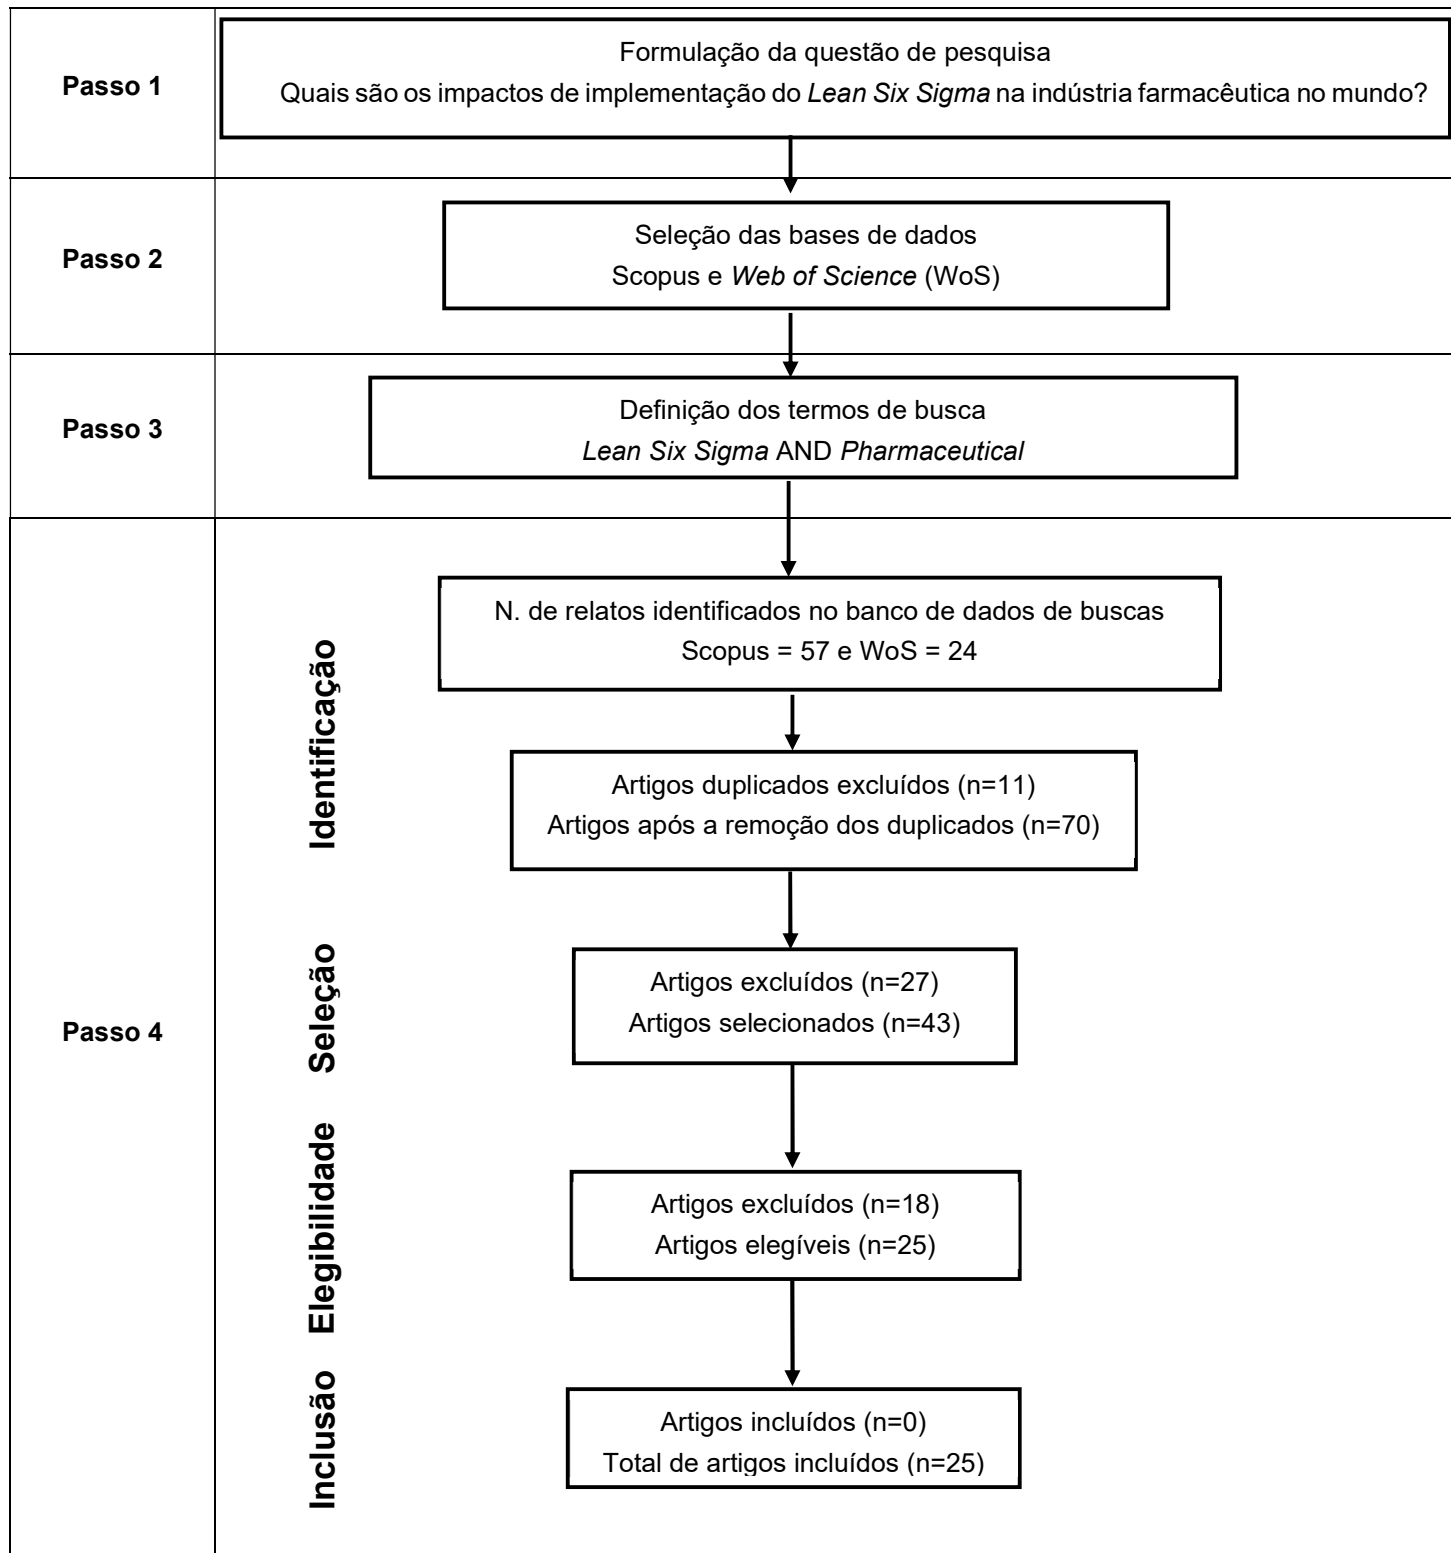 Passo 1
Formulação da questão de pesquisa
Quais são os impactos de implementação do Lean Six Sigma na indústria farmacêutica no mundo?
Passo 2
Seleção das bases de dados
Scopus e Web of Science (WoS)
Passo 3
Definição dos termos de busca
Lean Six Sigma AND Pharmaceutical
Passo 4
Identificação
N. de relatos identificados no banco de dados de buscas
Scopus = 57 e WoS = 24
Artigos duplicados excluídos (n=11)
Artigos após a remoção dos duplicados (n=70)
Seleção
Artigos excluídos (n=27)
Artigos selecionados (n=43)
Elegibilidade
Artigos excluídos (n=18)
Artigos elegíveis (n=25)
Inclusão
Artigos incluídos (n=0)
Total de artigos incluídos (n=25)